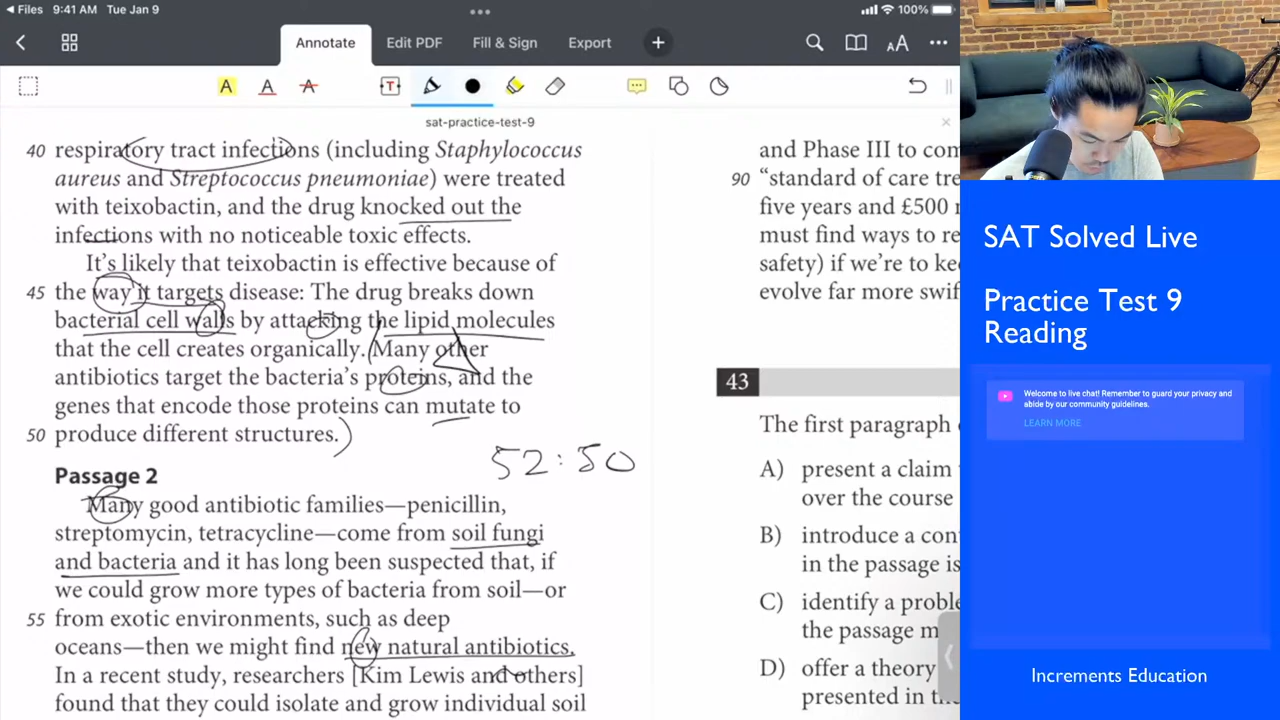 Files 9:41 AM Tue Jan 9
100%
Annotate
Edit PDF
Fill & Sign
Export
sat-practice-test-9
40 respiratory tract infections (including Staphylococcus
aureus and Streptococcus pneumoniae) were treated
with teixobactin, and the drug knocked out the
infections with no noticeable toxic effects.
It's likely that teixobactin is effective because of
45 the way it targets disease: The drug breaks down
bacterial cell walls by attacking the lipid molecules
that the cell creates organically. (Many other
antibiotics target the bacteria's proteins, and the
genes that encode those proteins can mutate to
50 produce different structures.)
52:50
Passage 2
Many good antibiotic families—penicillin,
streptomycin, tetracycline—come from soil fungi
and bacteria and it has long been suspected that, if
we could grow more types of bacteria from soil—or
55 from exotic environments, such as deep
oceans—then we might find new natural antibiotics.
In a recent study, researchers [Kim Lewis and others]
found that they could isolate and grow individual soil
and Phase III to com
90 "standard of care tre
five years and £500
must find ways to re
safety) if we're to ke
evolve far more swif
43
The first paragraph
A) present a claim
over the course
B) introduce a con
in the passage is
C) identify a proble
the passage m
D) offer a theory
presented in th
SAT Solved Live
Practice Test 9
Reading
Welcome to live chat! Remember to guard your privacy and
abide by our community guidelines.
LEARN MORE
Increments Education